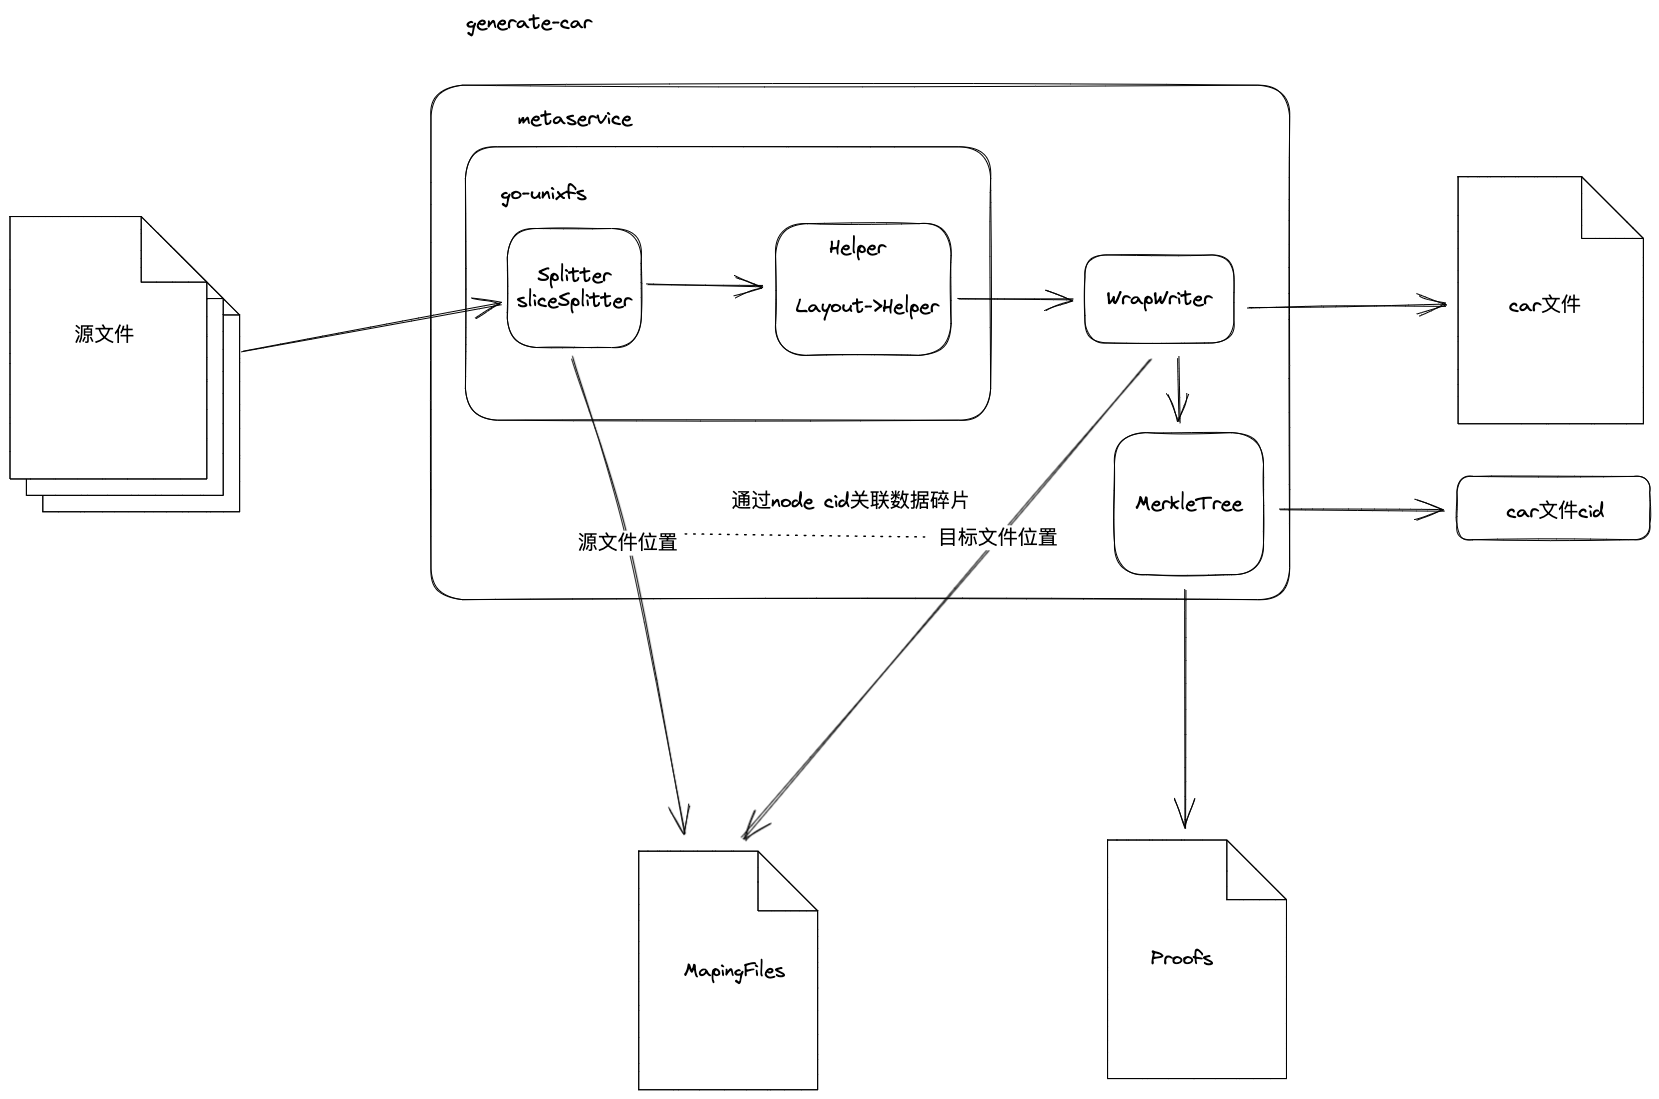 generate-car
metaservice
go-unixfs
Splitter
sliceSplitter
Helper
Layout->Helper
WrapWriter
源文件
car文件
通过node cid关联数据碎片
源文件位置
目标文件位置
MerkleTree
car文件cid
MapingFiles
Proofs